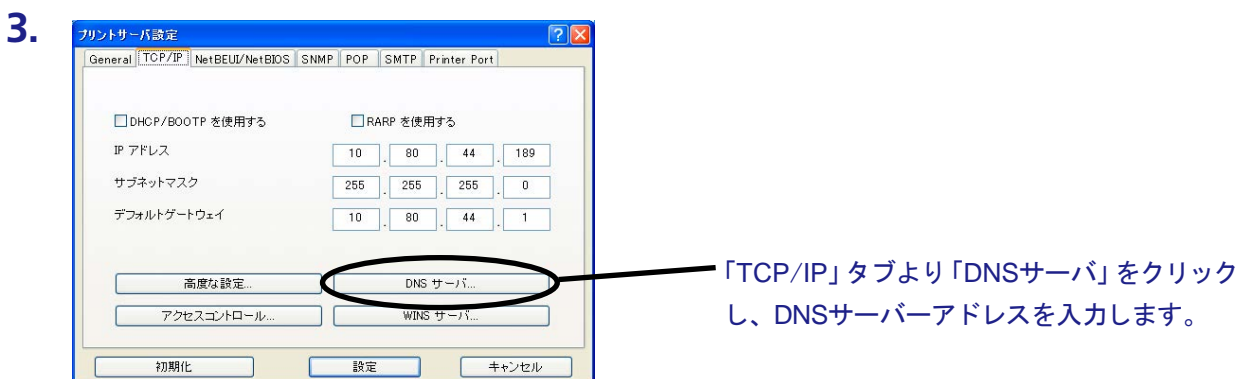 3.
プリントサーバ設定
General TCP/IP NetBEUI/NetBIOS SNMP POP SMTP Printer Port
DHCP/BOOTP を使用する RARP を使用する
IP アドレス 10 . 80 . 44 . 189
サブネットマスク 255 . 255 . 255 . 0
デフォルトゲートウェイ 10 . 80 . 44 . 1
高度な設定... DNS サーバ...
アクセスコントロール... WINS サーバ...
初期化 設定 キャンセル
「TCP/IP」タブより「DNSサーバ」をクリック
し、DNSサーバーアドレスを入力します。